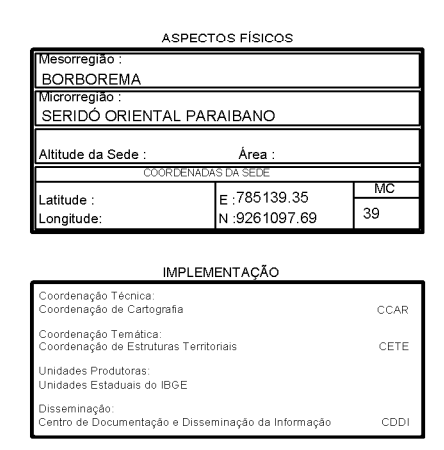 ASPECTOS FÍSICOS
Mesorregião :
BORBOREMA
Microrregião :
SERIDÓ ORIENTAL PARAIBANO
Altitude da Sede : Área :
COORDENADAS DA SEDE
Latitude : E :785139.35 MC
Longitude: N :9261097.69 39
IMPLEMENTAÇÃO
Coordenação Técnica:
Coordenação de Cartografia CCAR
Coordenação Temática:
Coordenação de Estruturas Territoriais CETE
Unidades Produtoras:
Unidades Estaduais do IBGE
Disseminação:
Centro de Documentação e Disseminação da Informação CDDI